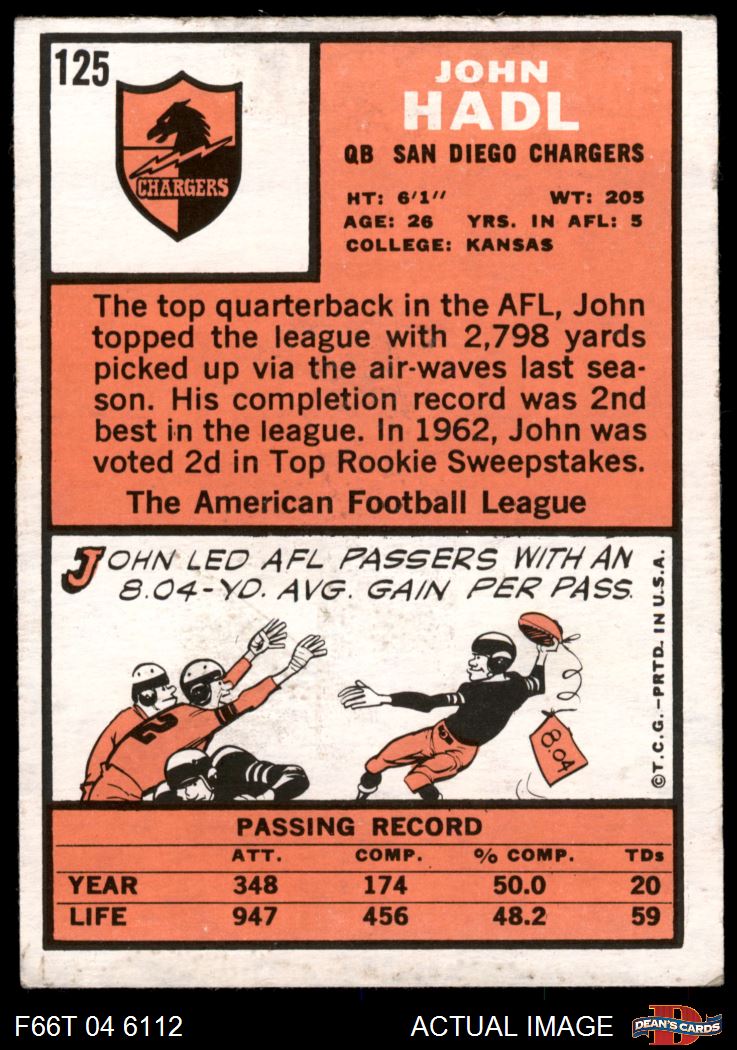 125
CHARGERS
JOHN
HADL
QB SAN DIEGO CHARGERS
HT: 6'1" WT: 205
AGE: 26 YRS. IN AFL: 5
COLLEGE: KANSAS
The top quarterback in the AFL, John
topped the league with 2,798 yards
picked up via the air-waves last sea-
son. His completion record was 2nd
best in the league. In 1962, John was
voted 2d in Top Rookie Sweepstakes.
The American Football League
JOHN LED AFL PASSERS WITH AN
8.04-YD. AVG. GAIN PER PASS.
2
8.04
©T.C.G.—PRTD. IN U.S.A.
PASSING RECORD
ATT. COMP. % COMP. TDs
YEAR 348 174 50.0 20
LIFE 947 456 48.2 59
F66T 04 6112 ACTUAL IMAGE
D
DEAN'S CARDS